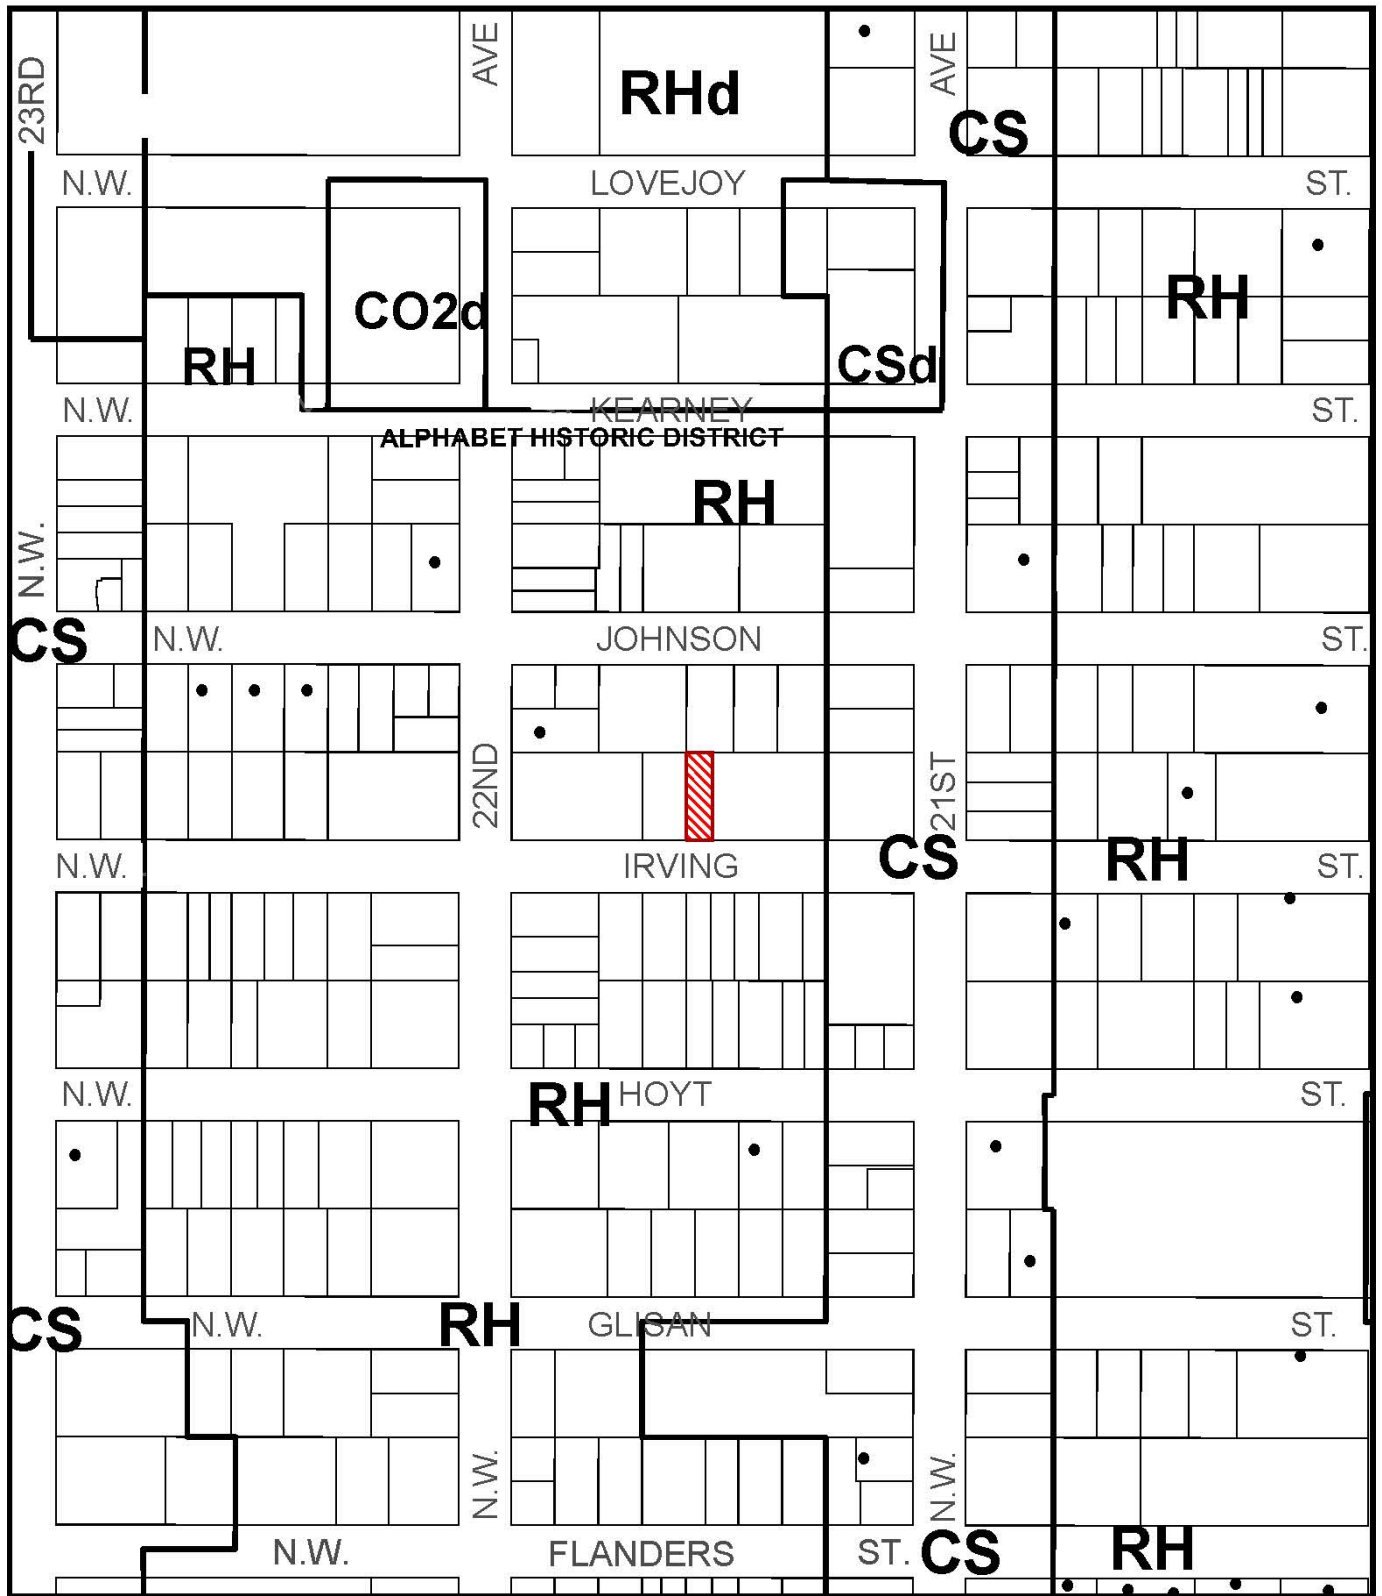 23RD
AVE
RHd
AVE
CS
N.W.
LOVEJOY
ST.
CO2d
RH
RH
CSd
N.W.
KEARNEY
ST.
ALPHABET HISTORIC DISTRICT
RH
N.W.
CS
N.W.
JOHNSON
ST.
22ND
21ST
CS
RH
N.W.
IRVING
ST.
N.W.
RH
HOYT
ST.
CS
N.W.
RH
GLISAN
ST.
N.W.
N.W.
N.W.
FLANDERS
ST.
CS
RH